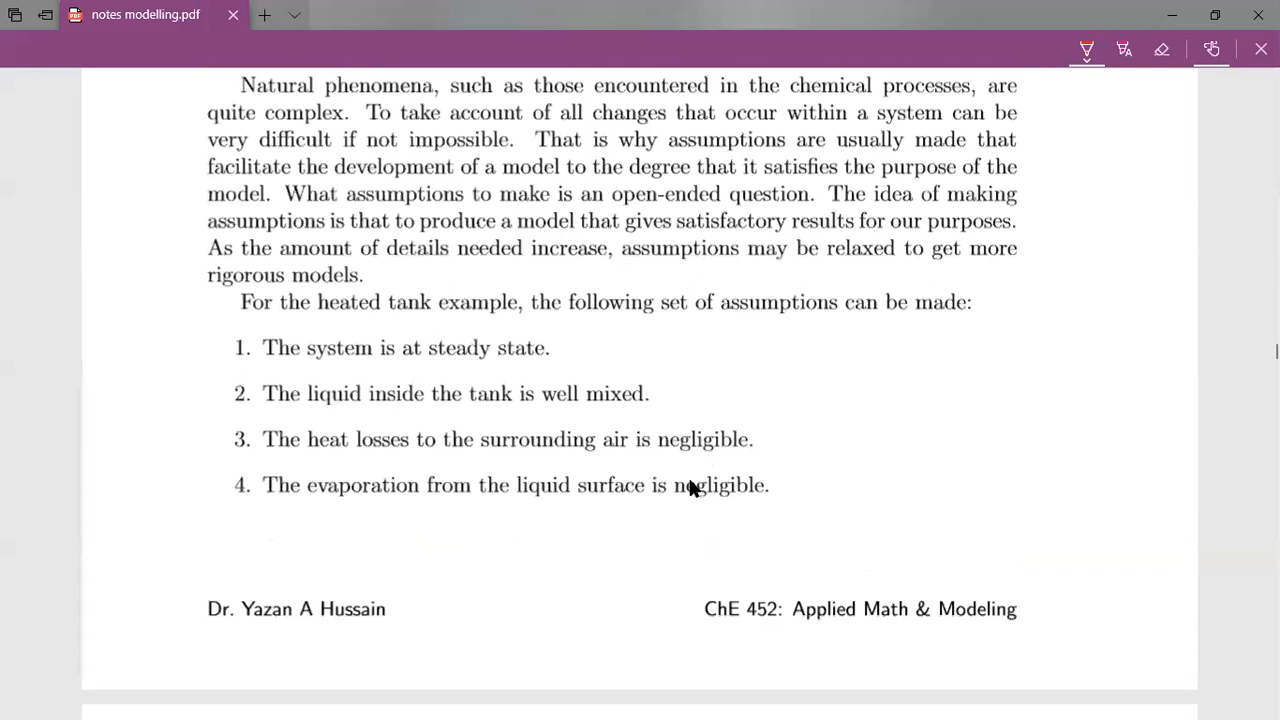 notes modelling.pdf
Natural phenomena, such as those encountered in the chemical processes, are
quite complex. To take account of all changes that occur within a system can be
very difficult if not impossible. That is why assumptions are usually made that
facilitate the development of a model to the degree that it satisfies the purpose of the
model. What assumptions to make is an open-ended question. The idea of making
assumptions is that to produce a model that gives satisfactory results for our purposes.
As the amount of details needed increase, assumptions may be relaxed to get more
rigorous models.
For the heated tank example, the following set of assumptions can be made:
1. The system is at steady state.
2. The liquid inside the tank is well mixed.
3. The heat losses to the surrounding air is negligible.
4. The evaporation from the liquid surface is negligible.
Dr. Yazan A Hussain
ChE 452: Applied Math & Modeling